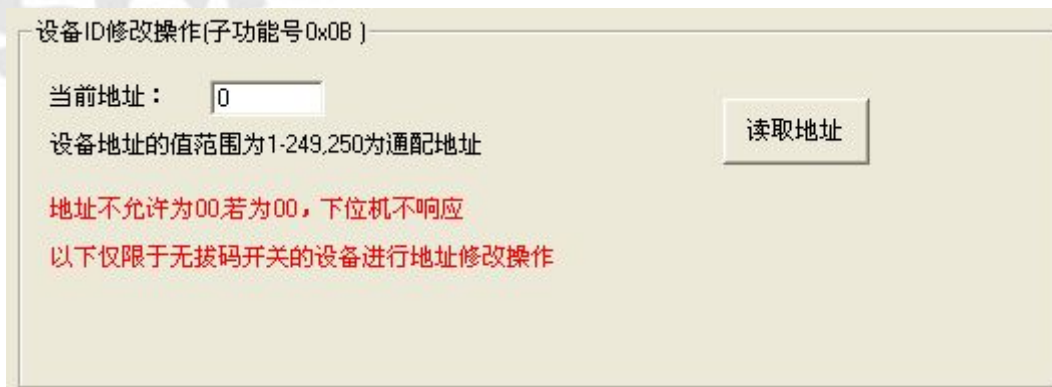 设备ID修改操作(子功能号0x0B )
当前地址： 0
读取地址
设备地址的值范围为1-249,250为通配地址
地址不允许为00,若为00，下位机不响应
以下仅限于无拔码开关的设备进行地址修改操作